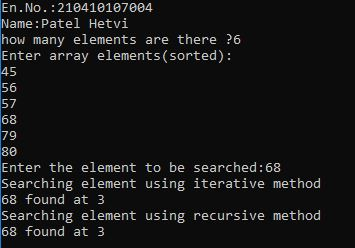 En.No.:210410107004
Name:Patel Hetvi
how many elements are there ?6
Enter array elements(sorted):
45
56
57
68
79
80
Enter the element to be searched:68
Searching element using iterative method
68 found at 3
Searching element using recursive method
68 found at 3